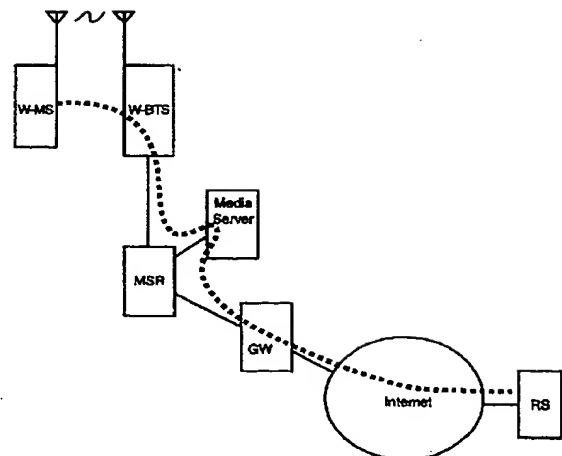 W-MS
W-BTS
Media
Server
MSR
GW
Internet
RS